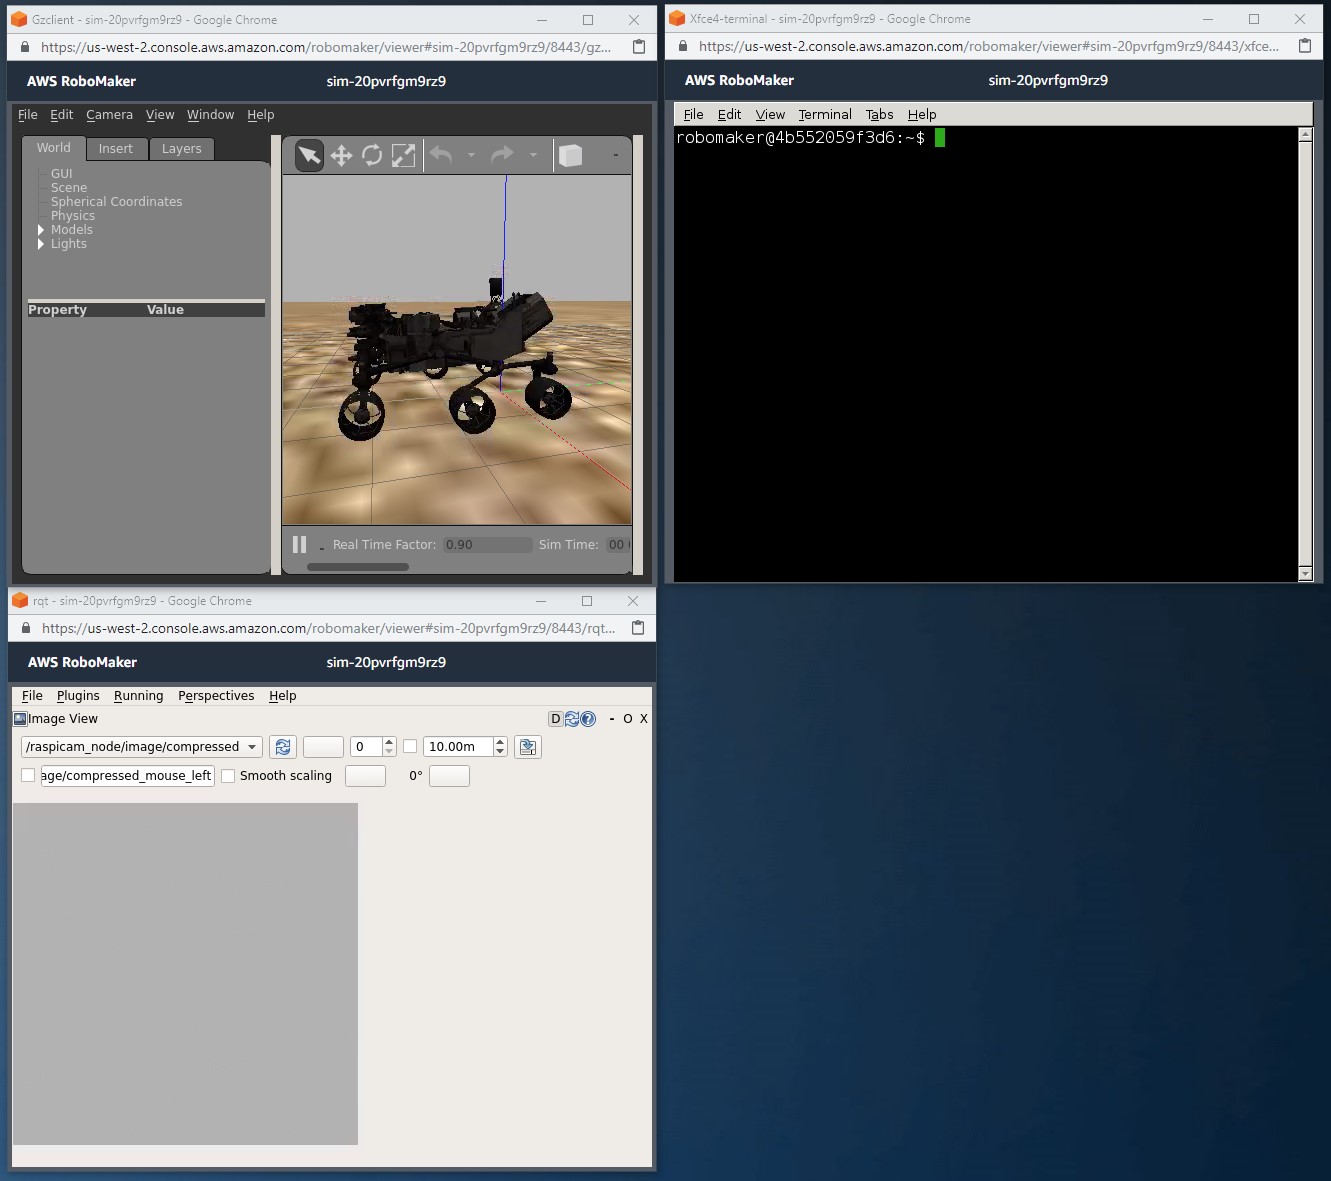 Gzclient - sim-20pvrfgm9rz9 - Google Chrome
https://us-west-2.console.aws.amazon.com/robomaker/viewer#sim-20pvrfgm9rz9/8443/gz...
AWS RoboMaker sim-20pvrfgm9rz9
File Edit Camera View Window Help
World Insert Layers
GUI
Scene
Spherical Coordinates
Physics
Models
Lights
Property Value
Real Time Factor: 0.90 Sim Time: 00
Xfce4-terminal - sim-20pvrfgm9rz9 - Google Chrome
https://us-west-2.console.aws.amazon.com/robomaker/viewer#sim-20pvrfgm9rz9/8443/xfce...
AWS RoboMaker sim-20pvrfgm9rz9
File Edit View Terminal Tabs Help
robomaker@4b552059f3d6:~$
rqt - sim-20pvrfgm9rz9 - Google Chrome
https://us-west-2.console.aws.amazon.com/robomaker/viewer#sim-20pvrfgm9rz9/8443/rqt...
AWS RoboMaker sim-20pvrfgm9rz9
File Plugins Running Perspectives Help
Image View D - O X
/raspicam_node/image/compressed 0 10.00m
age/compressed_mouse_left Smooth scaling 0°